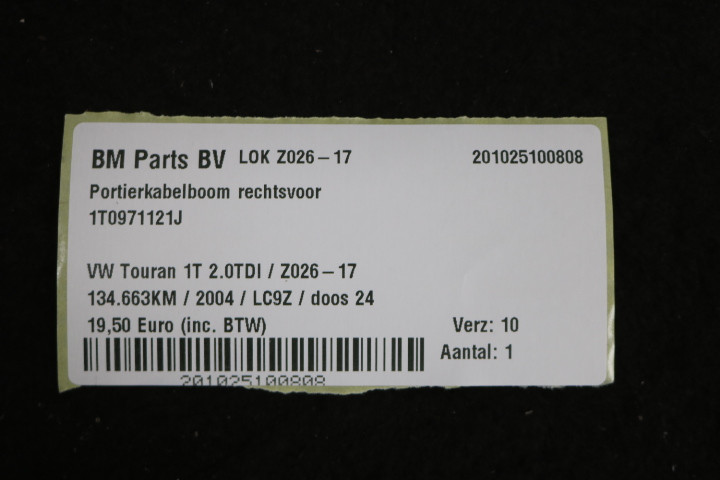 BM Parts BV LOK Z026-17 201025100808
Portierkabelboom rechtsvoor
1T0971121J
VW Touran 1T 2.0TDI / Z026-17
134.663KM / 2004 / LC9Z / doos 24
19,50 Euro (inc. BTW) Verz: 10
Aantal: 1
201025100808